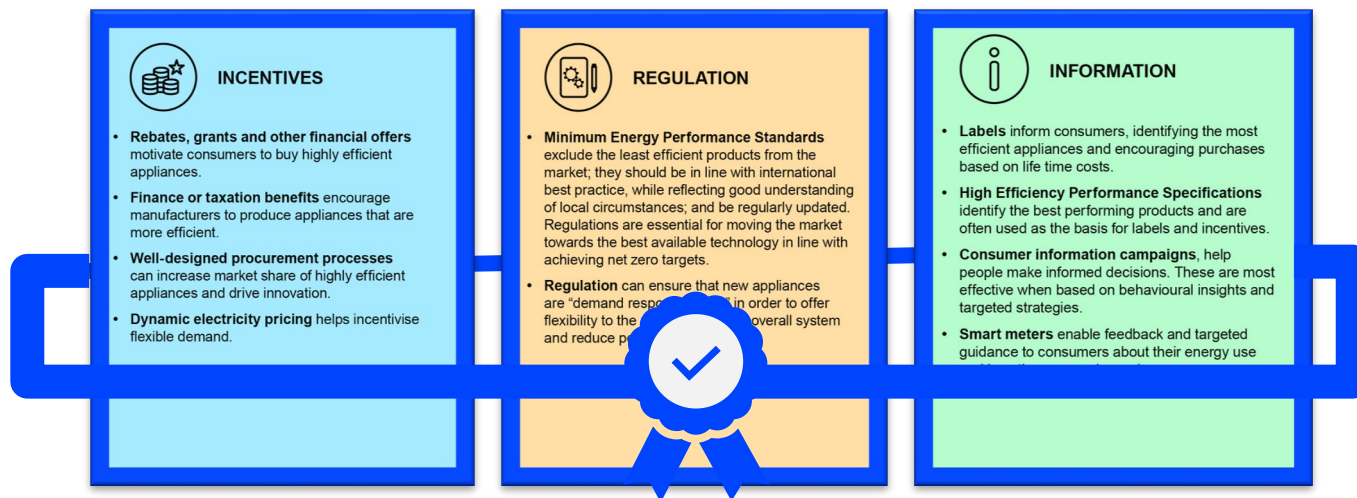 INCENTIVES
• Rebates, grants and other financial offers
motivate consumers to buy highly efficient
appliances.
• Finance or taxation benefits encourage
manufacturers to produce appliances that are
more efficient.
• Well-designed procurement processes
can increase market share of highly efficient
appliances and drive innovation.
• Dynamic electricity pricing helps incentivise
flexible demand.
REGULATION
• Minimum Energy Performance Standards
exclude the least efficient products from the
market; they should be in line with international
best practice, while reflecting good understanding
of local circumstances; and be regularly updated.
Regulations are essential for moving the market
towards the best available technology in line with
achieving net zero targets.
• Regulation can ensure that new appliances
are “demand in order to offer
flexibility to the overall system
and reduce
INFORMATION
• Labels inform consumers, identifying the most
efficient appliances and encouraging purchases
based on life time costs.
• High Efficiency Performance Specifications
identify the best performing products and are
often used as the basis for labels and incentives.
• Consumer information campaigns, help
people make informed decisions. These are most
effective when based on behavioural insights and
targeted strategies.
• Smart meters enable feedback and targeted
guidance to consumers about their energy use